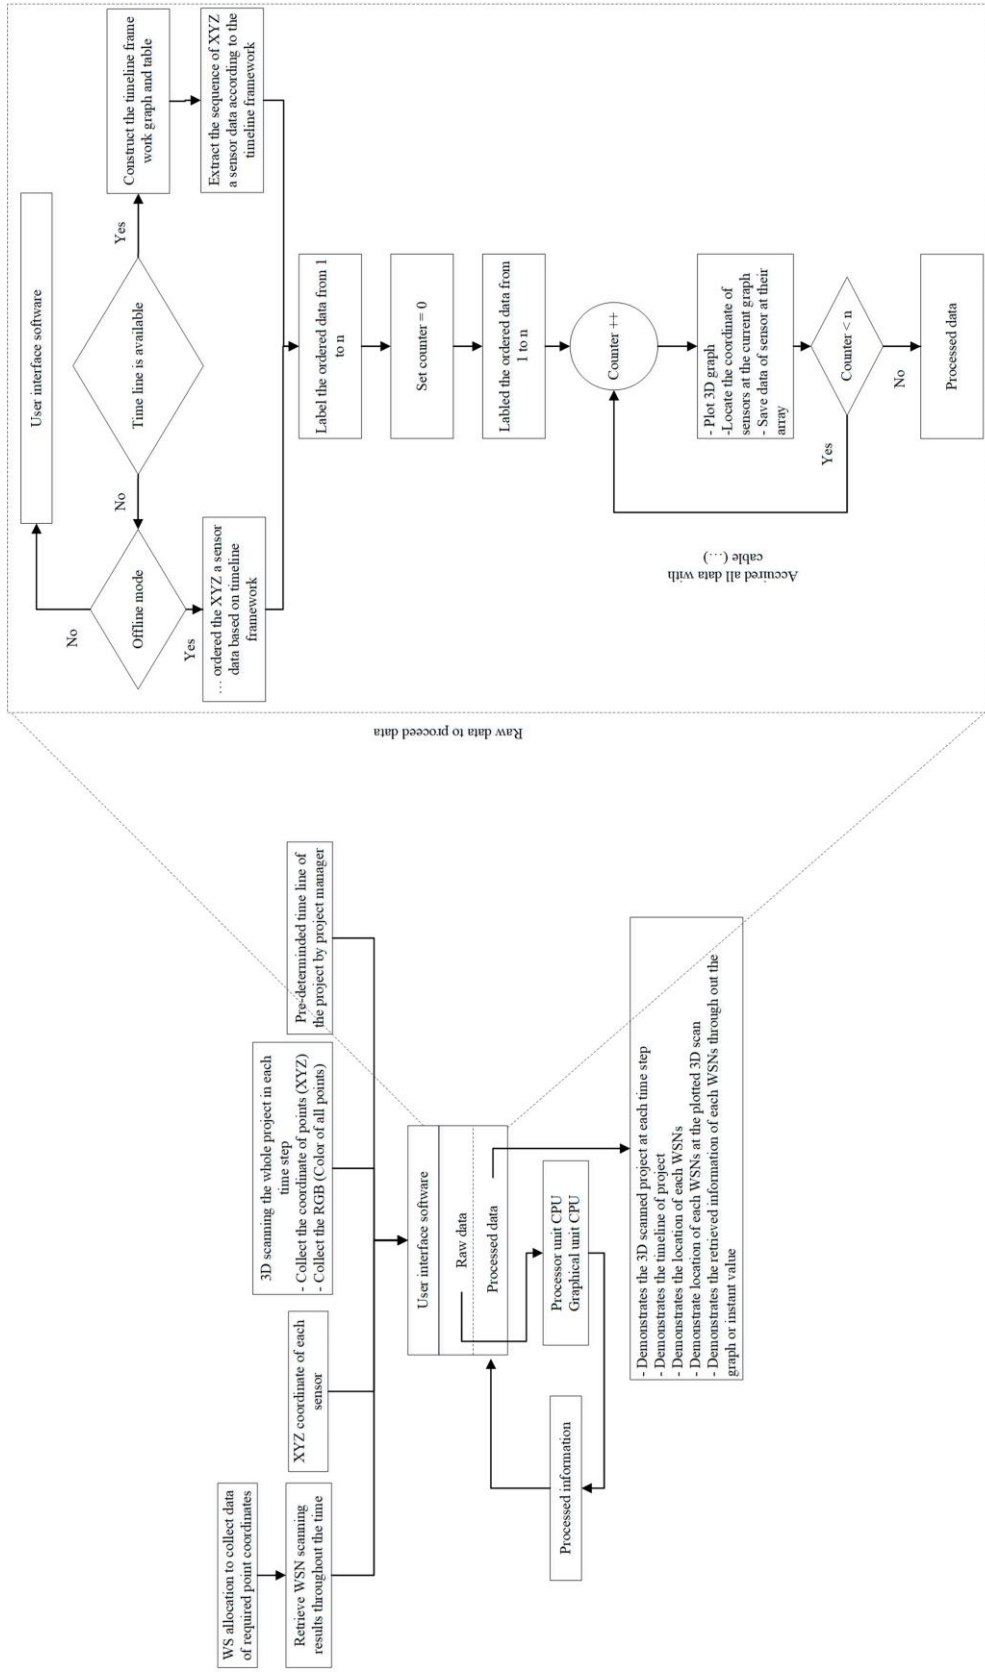 WS allocation to collect data
of required point coordinates
Retrieve WSN scanning
results throughout the time
XYZ coordinate of each
sensor
3D scanning the whole project in each
time step
- Collect the coordinate of points (XYZ)
- Collect the RGB (Color of all points)
Pre-determinded time line of
the project by project manager
User interface software
Raw data
Processed data
Processor unit CPU
Graphical unit CPU
Processed information
- Demonstrates the 3D scanned project at each time step
- Demonstrates the timeline of project
- Demonstrates the location of each WSNs
- Demonstrate location of each WSNs at the plotted 3D scan
- Demonstrates the retrieved information of each WSNs through out the
graph or instant value
Raw data to proceed data
User interface software
No
Offline mode
No
Time line is available
Yes
Construct the timeline frame
work graph and table
Yes
… ordered the XYZ a sensor
data based on timeline
framework
Extract the sequence of XYZ
a sensor data according to the
timeline framework
Label the ordered data from 1
to n
Set counter = 0
Labled the ordered data from
1 to n
Counter ++
Accuired all data with
cable (…)
- Plot 3D graph
-Locate the coordinate of
sensors at the current graph
- Save data of sensor at their
array
Yes
Counter < n
No
Processed data